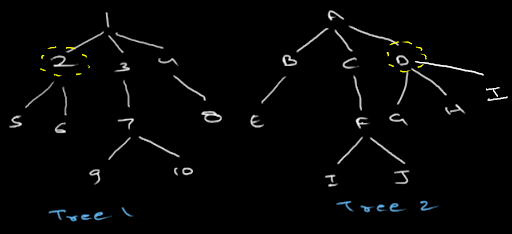 1 A
2 3 4 B C D
5 6 7 8 E F G H I
9 10 I J
Tree 1 Tree 2